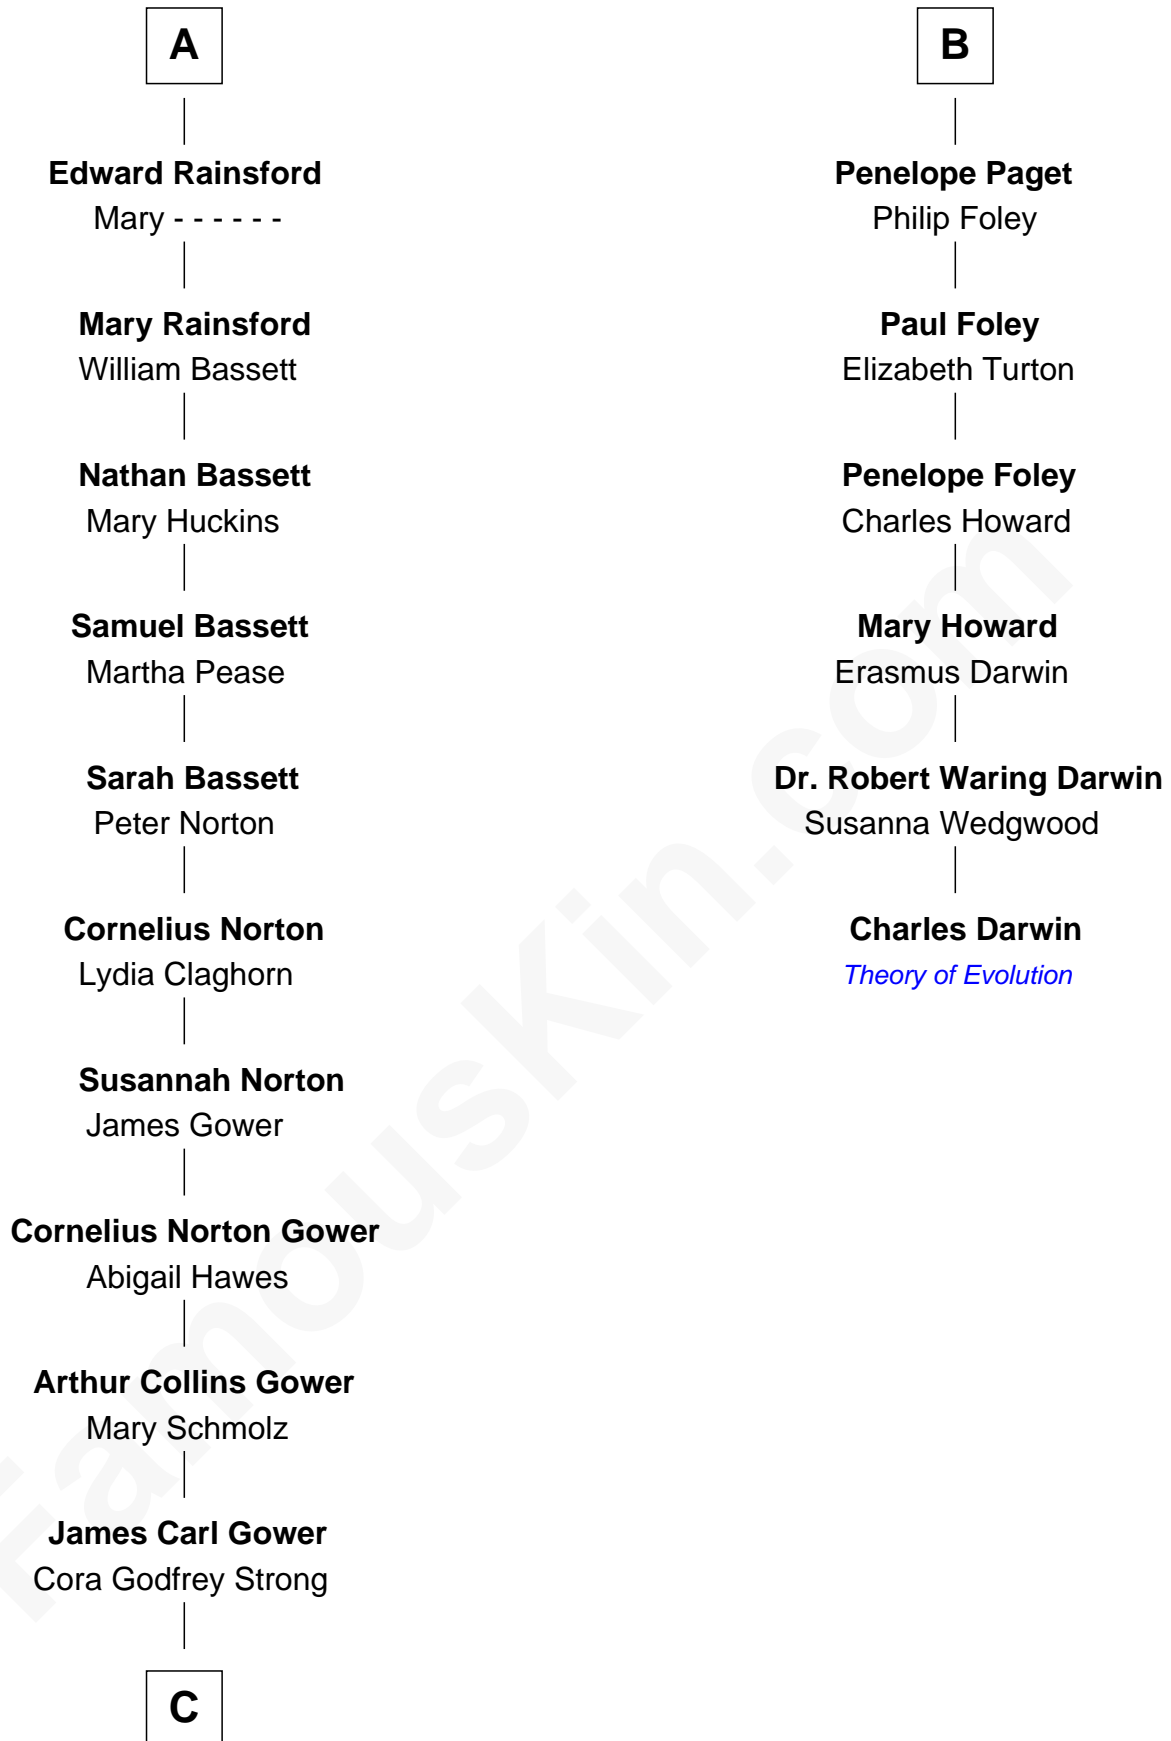 A
Edward Rainsford
Mary - - - - - -
Mary Rainsford
William Bassett
Nathan Bassett
Mary Huckins
Samuel Bassett
Martha Pease
Sarah Bassett
Peter Norton
Cornelius Norton
Lydia Claghorn
Susannah Norton
James Gower
Cornelius Norton Gower
Abigail Hawes
Arthur Collins Gower
Mary Schmolz
James Carl Gower
Cora Godfrey Strong
C
B
Penelope Paget
Philip Foley
Paul Foley
Elizabeth Turton
Penelope Foley
Charles Howard
Mary Howard
Erasmus Darwin
Dr. Robert Waring Darwin
Susanna Wedgwood
Charles Darwin
Theory of Evolution
FamousKin.com